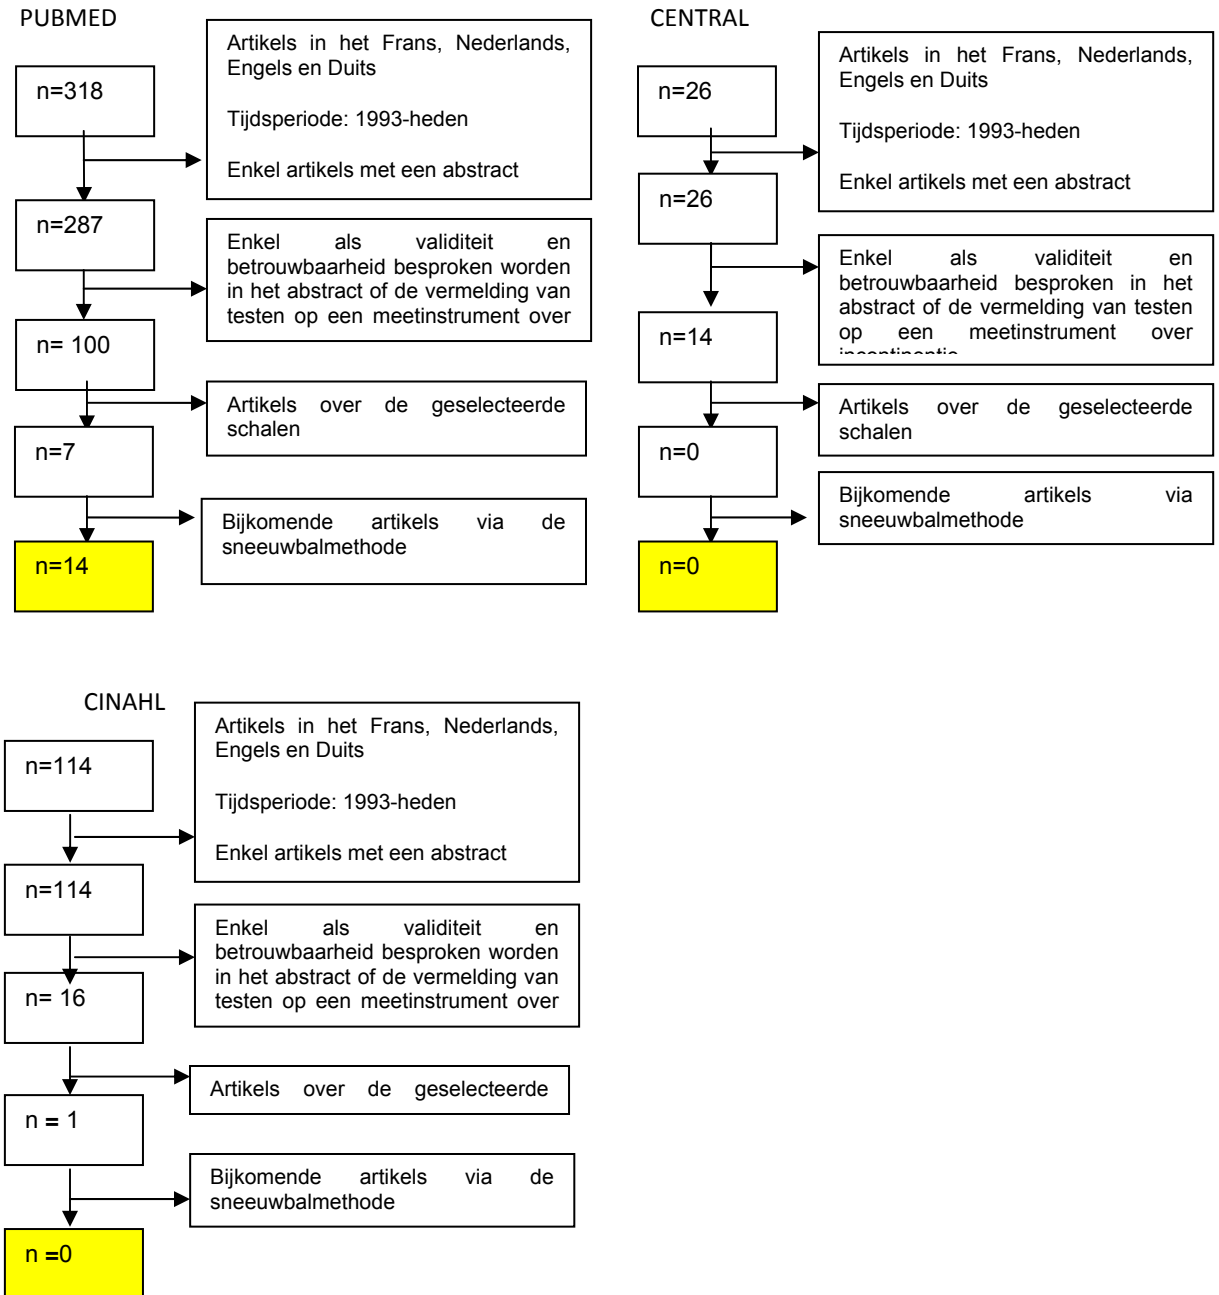 PUBMED
n=318
Artikels in het Frans, Nederlands,
Engels en Duits
Tijdsperiode: 1993-heden
Enkel artikels met een abstract
n=287
Enkel als validiteit en
betrouwbaarheid besproken worden
in het abstract of de vermelding van
testen op een meetinstrument over
n= 100
Artikels over de geselecteerde
schalen
n=7
Bijkomende artikels via de
sneeuwbalmethode
n=14
CENTRAL
n=26
Artikels in het Frans, Nederlands,
Engels en Duits
Tijdsperiode: 1993-heden
Enkel artikels met een abstract
n=26
Enkel als validiteit en
betrouwbaarheid besproken in het
abstract of de vermelding van testen
op een meetinstrument over
incontinentie
n=14
Artikels over de geselecteerde
schalen
n=0
Bijkomende artikels via
sneeuwbalmethode
n=0
CINAHL
n=114
Artikels in het Frans, Nederlands,
Engels en Duits
Tijdsperiode: 1993-heden
Enkel artikels met een abstract
n=114
Enkel als validiteit en
betrouwbaarheid besproken worden
in het abstract of de vermelding van
testen op een meetinstrument over
n= 16
Artikels over de geselecteerde
n = 1
Bijkomende artikels via de
sneeuwbalmethode
n =0